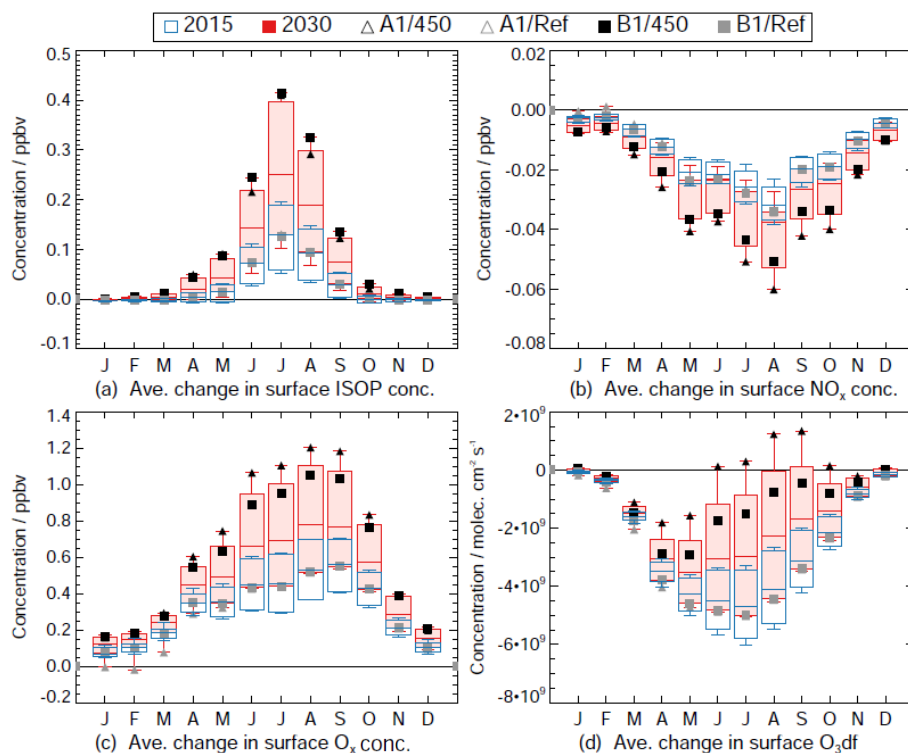 2015 2030 A1/450 A1/Ref B1/450 B1/Ref
Concentration / ppbv
0.5
0.4
0.3
0.2
0.1
0.0
-0.1
J F M A M J J A S O N D
(a) Ave. change in surface ISOP conc.
Concentration / ppbv
0.00
-0.02
-0.04
-0.06
-0.08
J F M A M J J A S O N D
(b) Ave. change in surface NOₓ conc.
Concentration / ppbv
1.4
1.2
1.0
0.8
0.6
0.4
0.2
0.0
-0.2
J F M A M J J A S O N D
(c) Ave. change in surface Oₓ conc.
Concentration / molec. cm⁻² s⁻¹
2•10⁹
0
-2•10⁹
-4•10⁹
-6•10⁹
-8•10⁹
J F M A M J J A S O N D
(d) Ave. change in surface O₃df